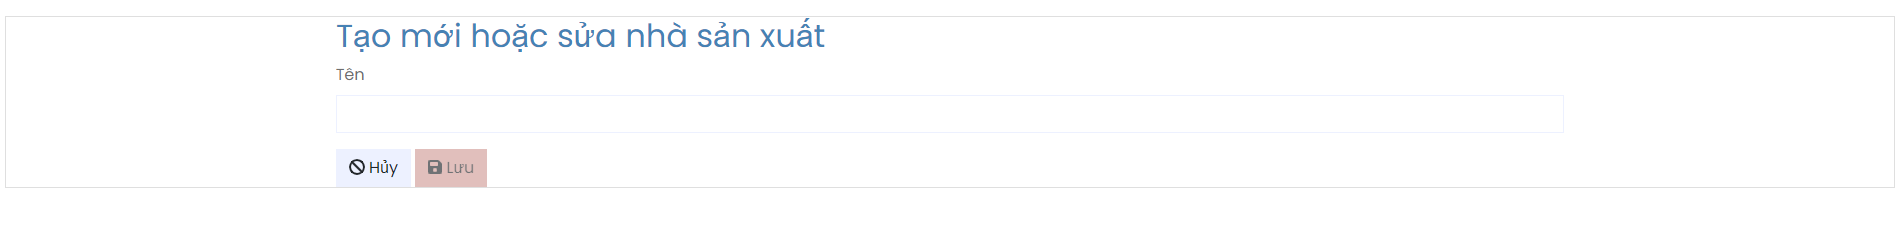 Tạo mới hoặc sửa nhà sản xuất
Tên
Hủy Lưu